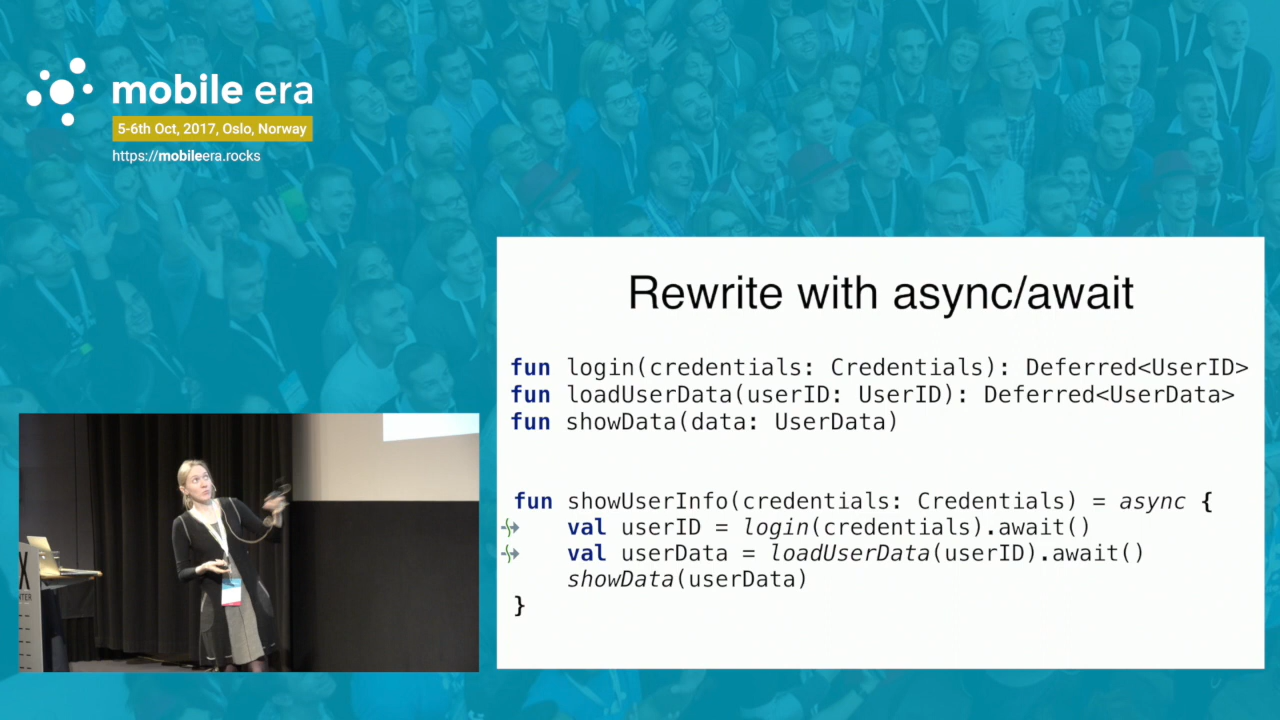 mobile era
5-6th Oct, 2017, Oslo, Norway
https://mobileera.rocks
Rewrite with async/await
fun login(credentials: Credentials): Deferred<UserID>
fun loadUserData(userID: UserID): Deferred<UserData>
fun showData(data: UserData)
fun showUserInfo(credentials: Credentials) = async {
val userID = login(credentials).await()
val userData = loadUserData(userID).await()
showData(userData)
}
X